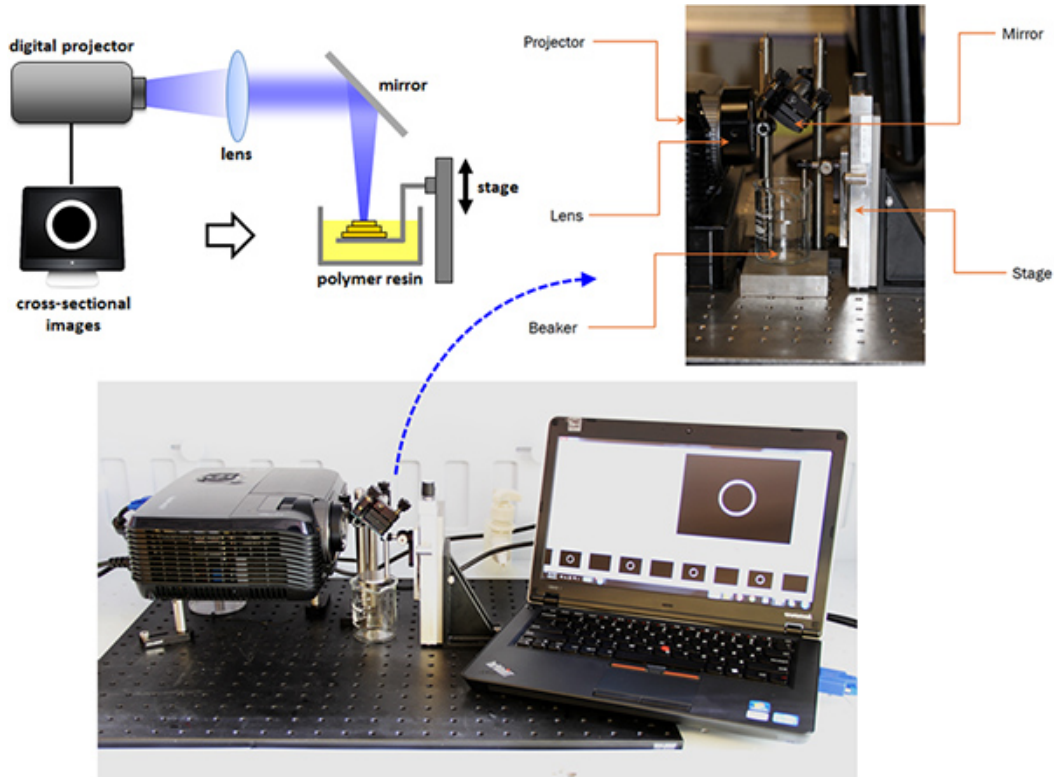 digital projector
lens
mirror
stage
polymer resin
cross-sectional
images
Projector
Mirror
Lens
Stage
Beaker